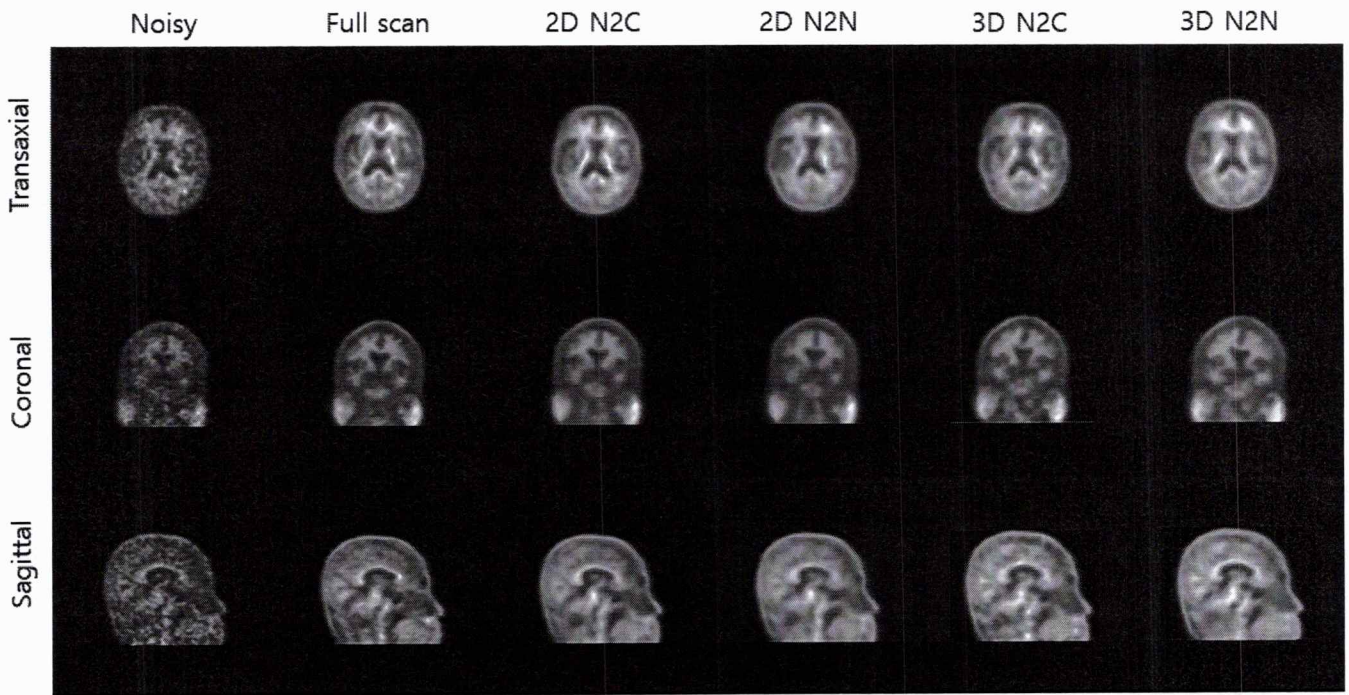 Noisy Full scan 2D N2C 2D N2N 3D N2C 3D N2N
Transaxial
Coronal
Sagittal